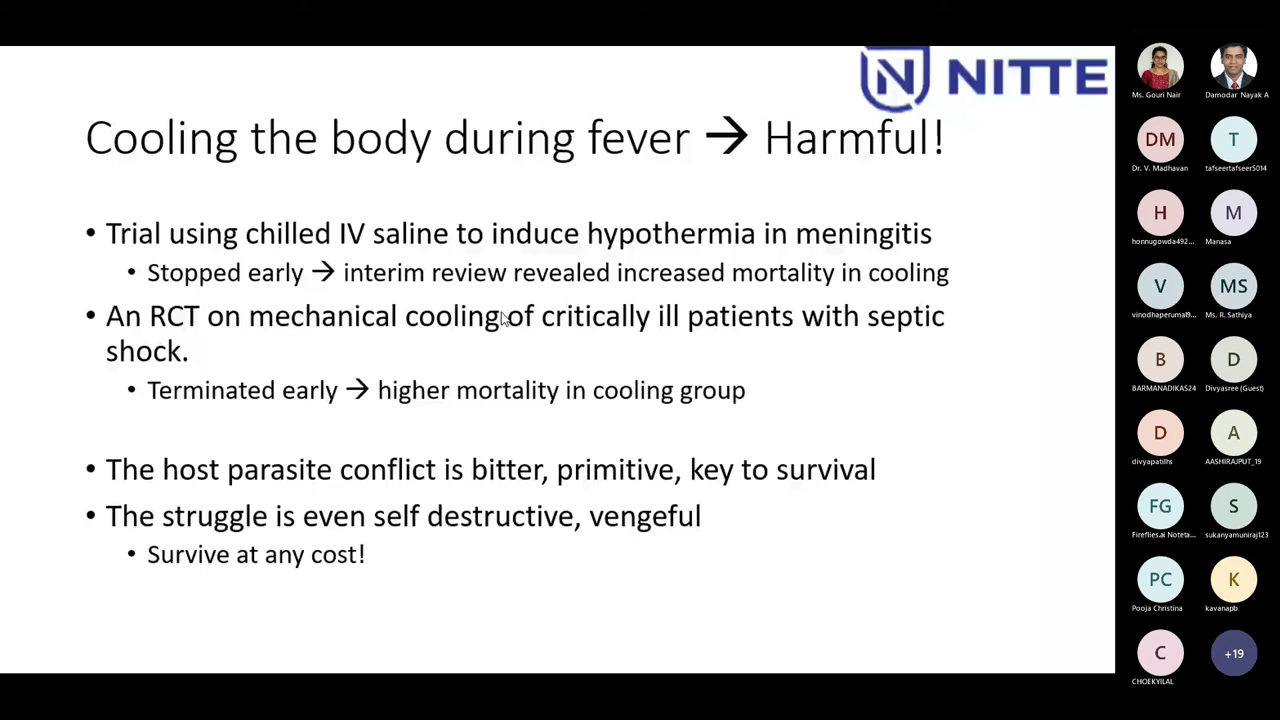 NITTE
Cooling the body during fever → Harmful!
• Trial using chilled IV saline to induce hypothermia in meningitis
• Stopped early → interim review revealed increased mortality in cooling
• An RCT on mechanical cooling of critically ill patients with septic
shock.
• Terminated early → higher mortality in cooling group
• The host parasite conflict is bitter, primitive, key to survival
• The struggle is even self destructive, vengeful
• Survive at any cost!
Ms. Gouri Nair
Damodar Nayak A
DM
T
Dr. V. Madhavan
tafseertafseer5014
H
M
honnugowda492...
Manasa
V
MS
vinodhaperumal9...
Ms. R. Sathiya
B
D
BARMANADIKAS24
Divyasree (Guest)
D
A
divyapatilhs
AASHIRAJPUT_19
FG
S
Fireflies.ai Noteta...
sukanyamuniraj123
PC
K
Pooja Christina
kavanapb
C
+19
CHOEKYILAL